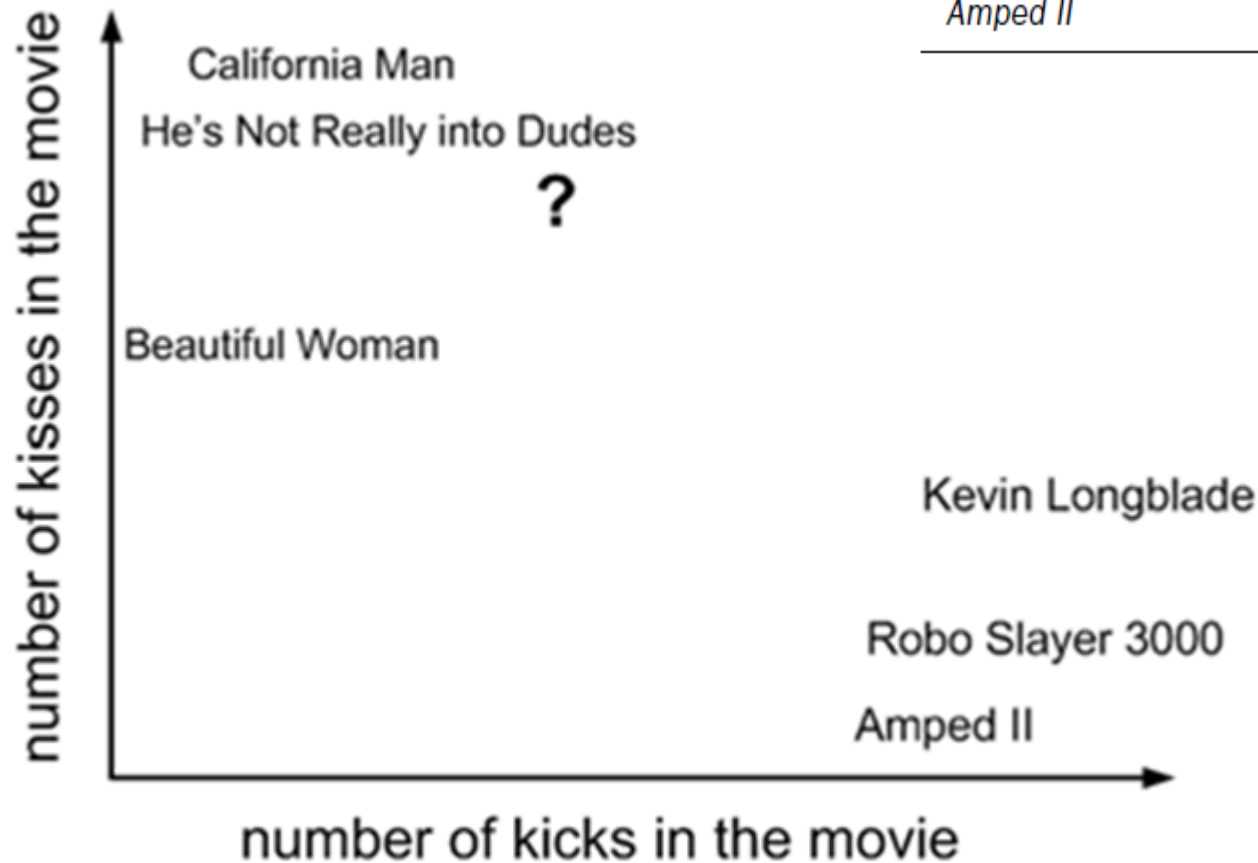 Amped II
number of kisses in the movie
California Man
He's Not Really into Dudes
?
Beautiful Woman
Kevin Longblade
Robo Slayer 3000
Amped II
number of kicks in the movie